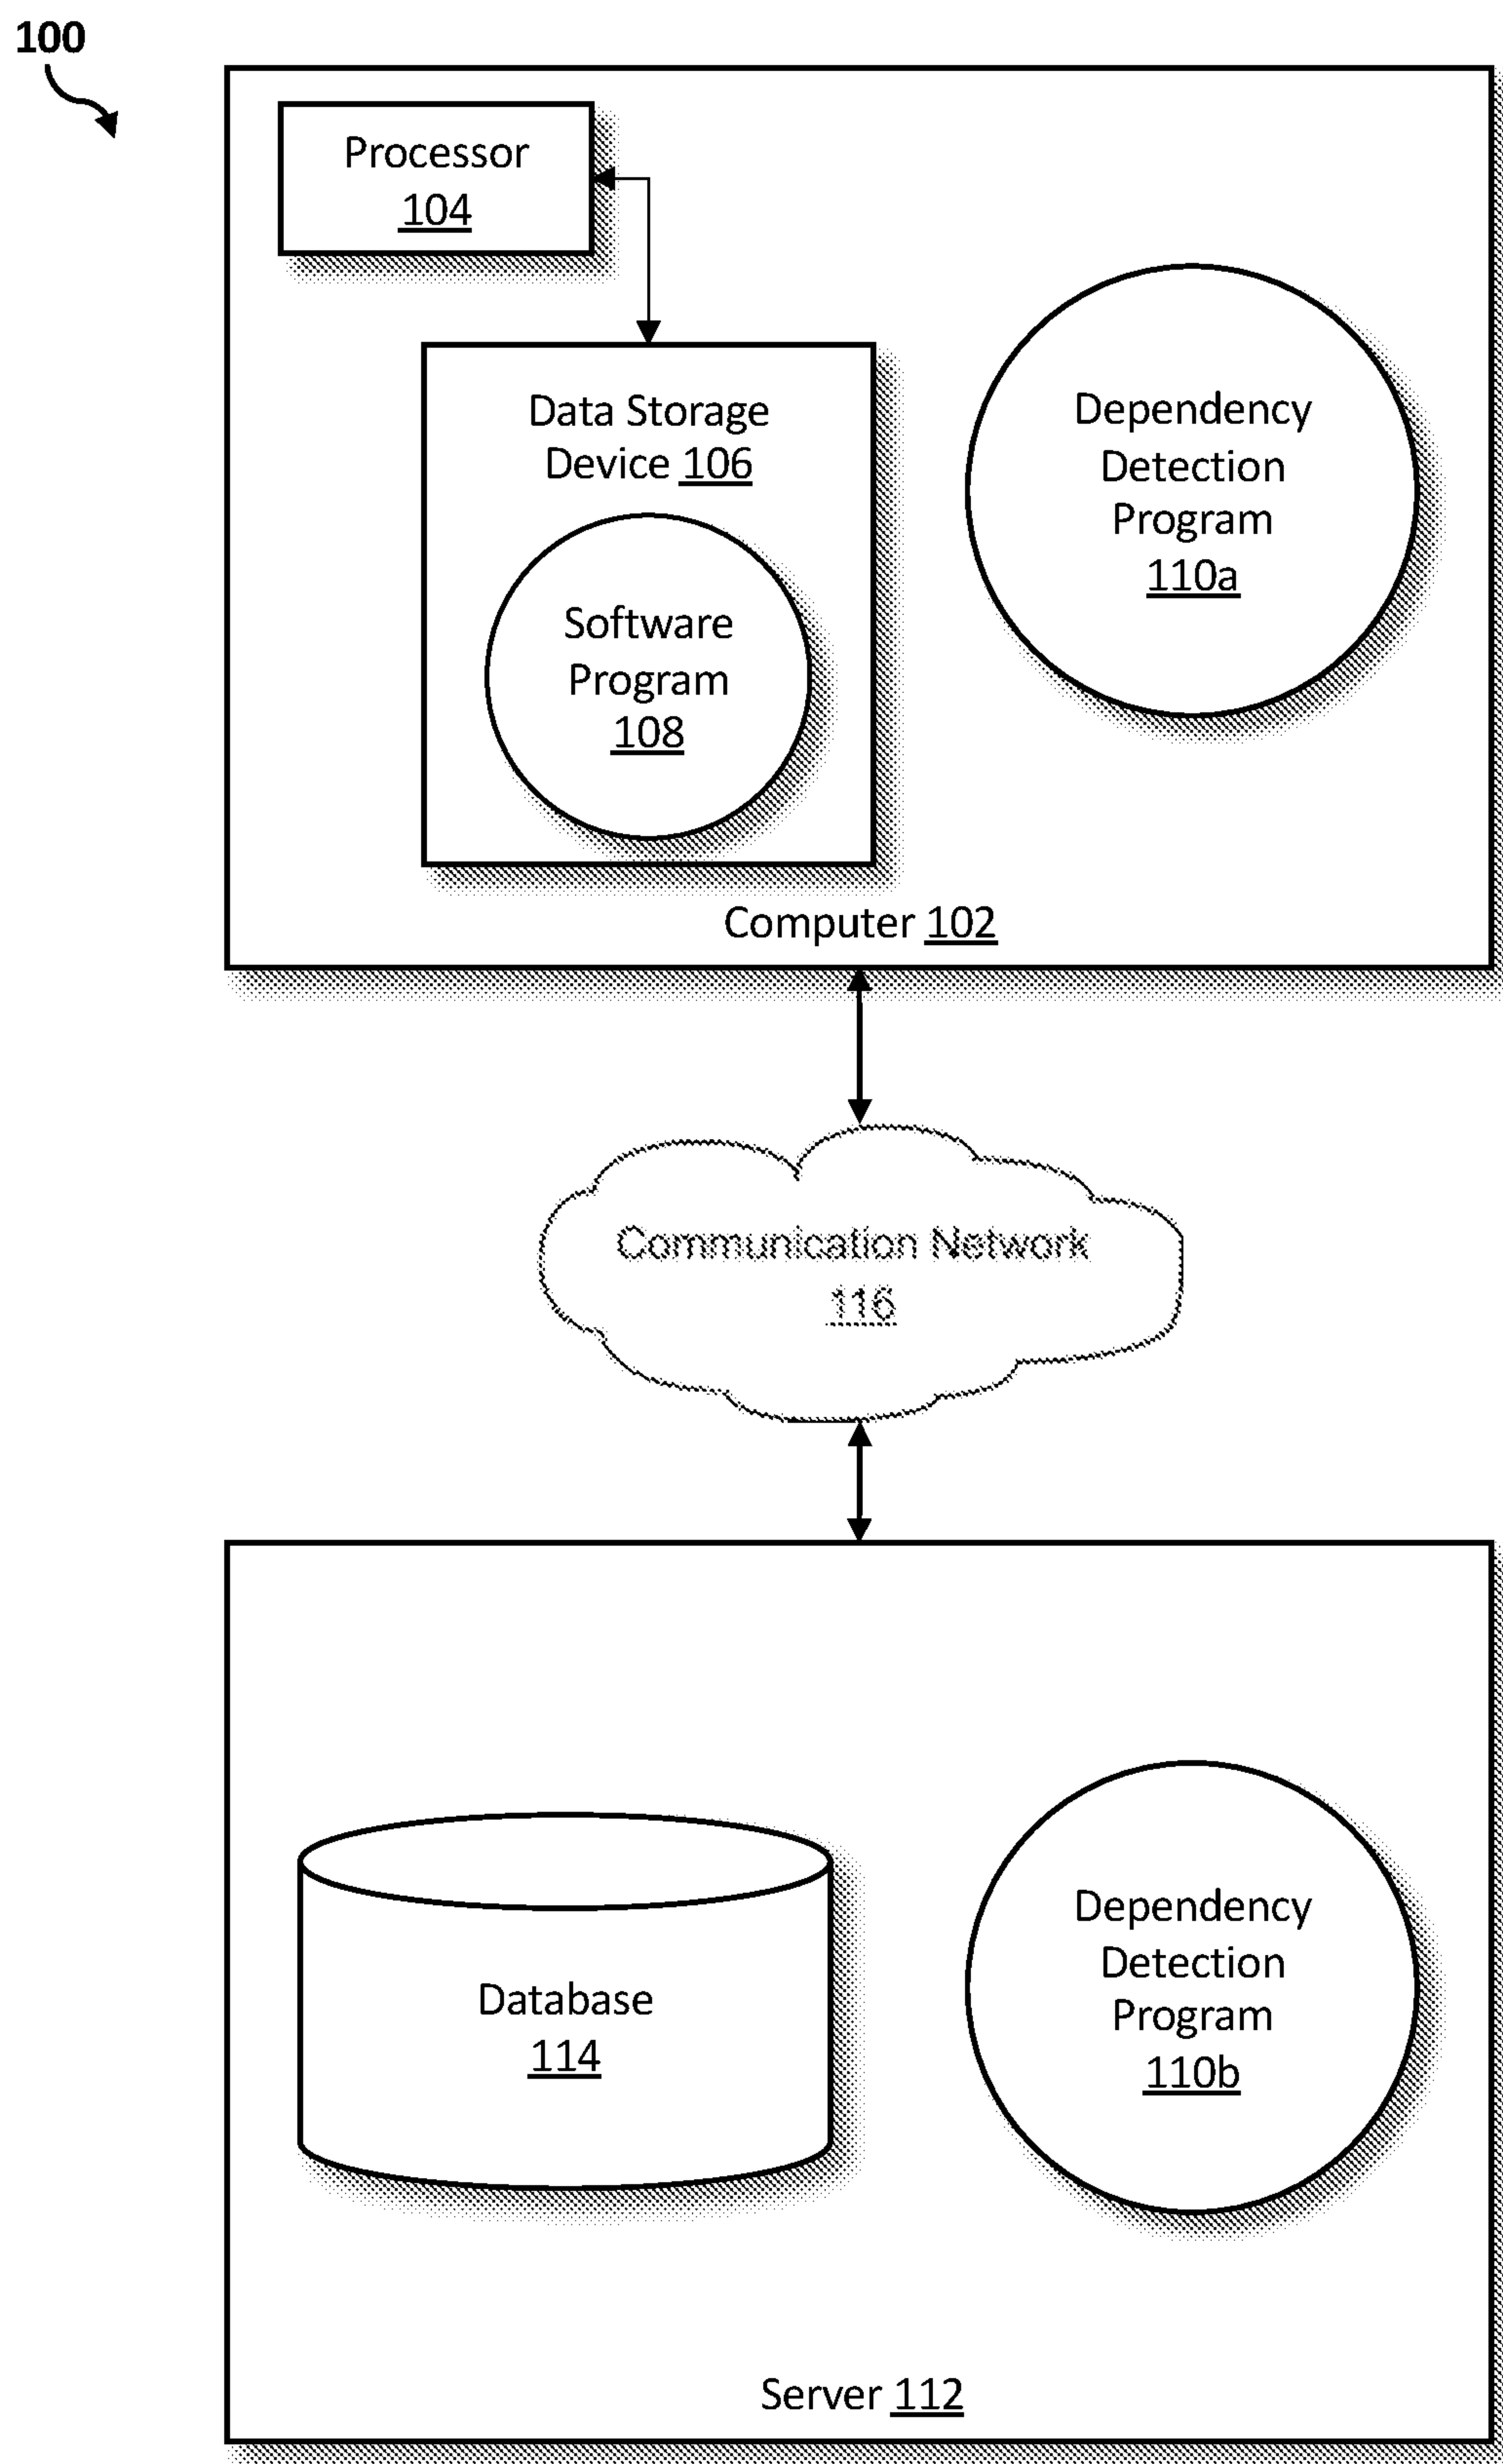 100
Processor
104
Data Storage
Device 106
Software
Program
108
Dependency
Detection
Program
110a
Computer 102
Communication Network
116
Database
114
Dependency
Detection
Program
110b
Server 112